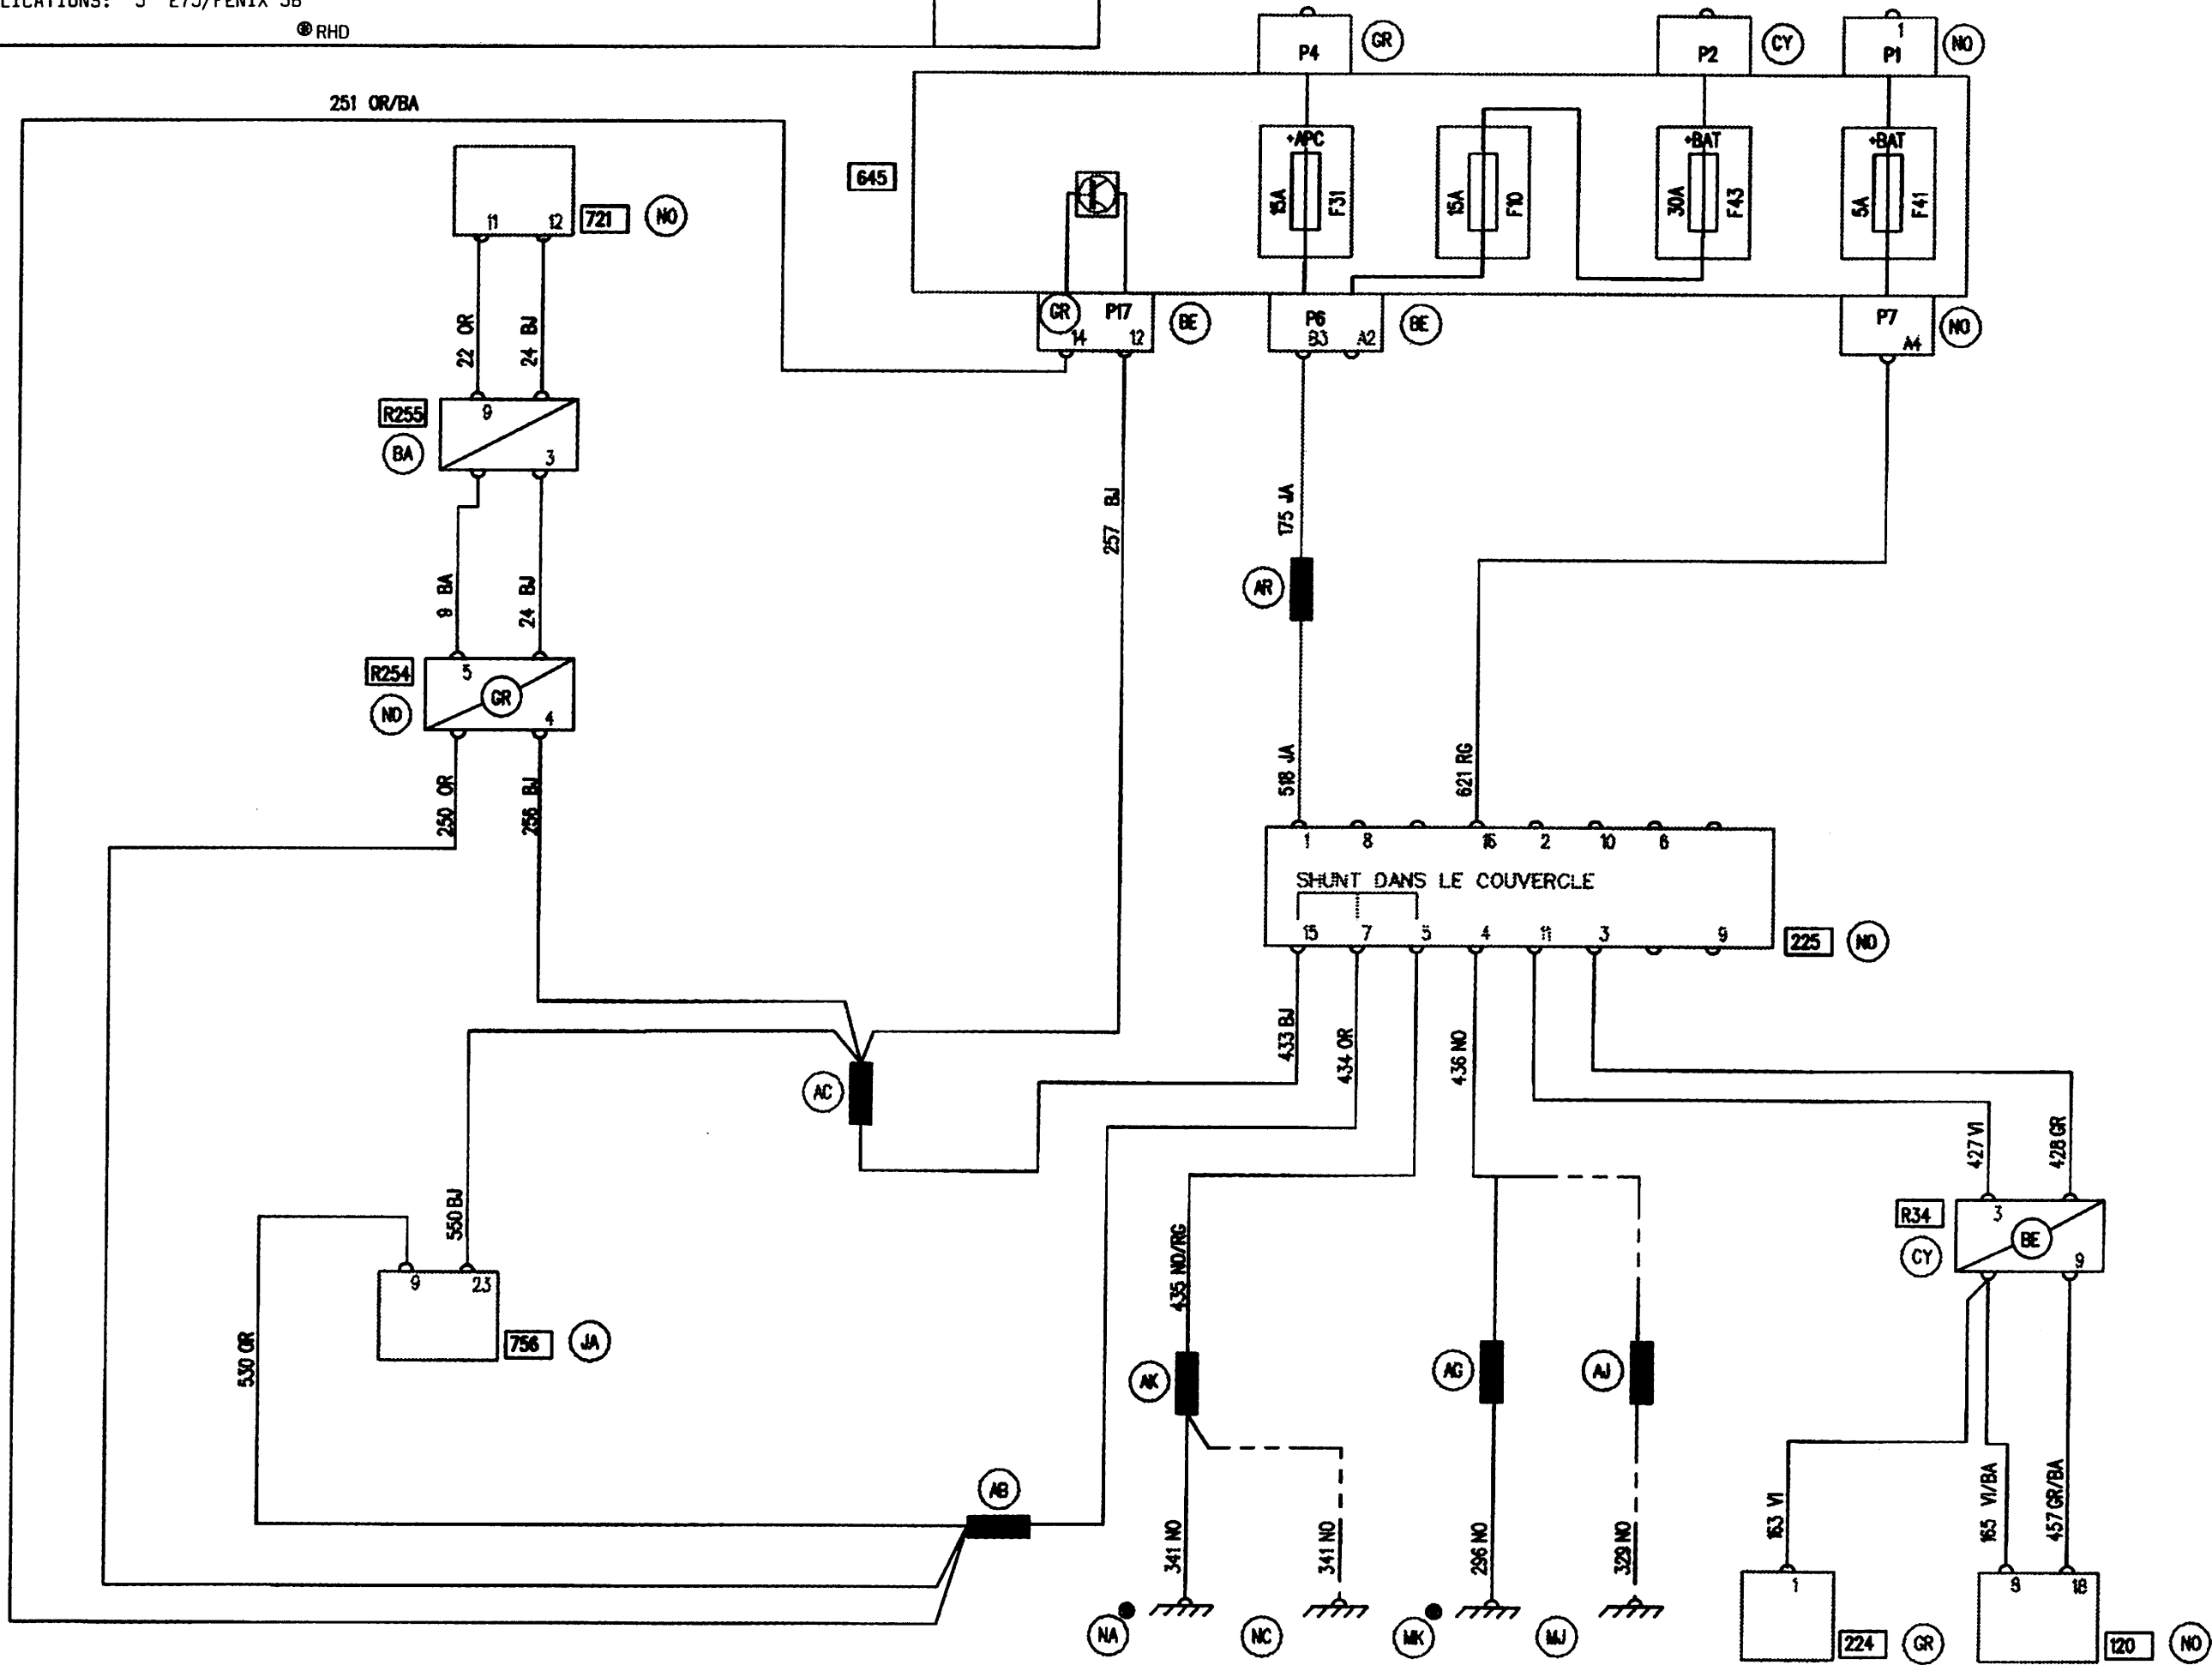 RHD
P4
GR
P2
CY
1
P1
NO
251 OR/BA
645
+APC
15A
F31
15A
F10
+BAT
30A
F43
+BAT
5A
F41
11
12
721
NO
GR
P17
14
12
BE
P6
B3
A2
BE
P7
A4
NO
22 OR
24 BJ
R255
BA
9
3
257 BJ
175 JA
AR
9 BA
24 BJ
R254
NO
5
GR
4
250 OR
256 BJ
518 JA
621 RG
1
8
16
2
10
6
SHUNT DANS LE COUVERCLE
15
7
5
4
11
3
9
225
NO
433 BJ
434 OR
436 NO
AC
427 VI
428 GR
550 BJ
R34
CY
3
BE
9
435 NO/RG
9
23
756
JA
530 OR
AK
AG
AJ
AB
341 NO
341 NO
296 NO
329 NO
163 VI
165 VI/BA
457 GR/BA
NA
NC
MK
MJ
1
224
GR
9
18
120
NO